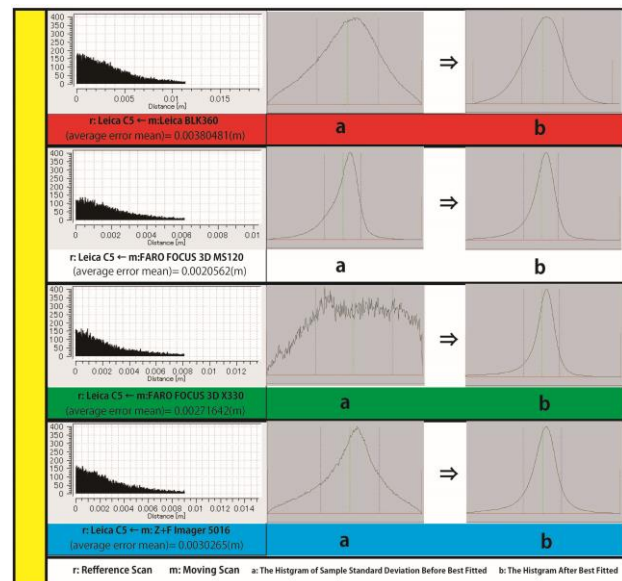 400
350
300
250
200
150
100
50
0
0 0.005 0.01 0.015
Distance [m]
⇒
r: Leica C5 ← m:Leica BLK360
(average error mean)= 0.00380481(m)
a b
400
350
300
250
200
150
100
50
0
0 0.002 0.004 0.006 0.008 0.01
Distance [m]
⇒
r: Leica C5 ← m:FARO FOCUS 3D MS120
(average error mean)= 0.0020562(m)
a b
400
350
300
250
200
150
100
50
0
0 0.002 0.004 0.006 0.008 0.01 0.012
Distance [m]
⇒
r: Leica C5 ← m:FARO FOCUS 3D X330
(average error mean)= 0.00271642(m)
a b
400
350
300
250
200
150
100
50
0
0 0.002 0.004 0.006 0.008 0.01 0.012 0.014
Distance [m]
⇒
r: Leica C5 ← m: Z+F Imager 5016
(average error mean)= 0.0030265(m)
a b
r: Refference Scan m: Moving Scan a: The Histgram of Sample Standard Deviation Before Best Fitted b: The Histgram After Best Fitted